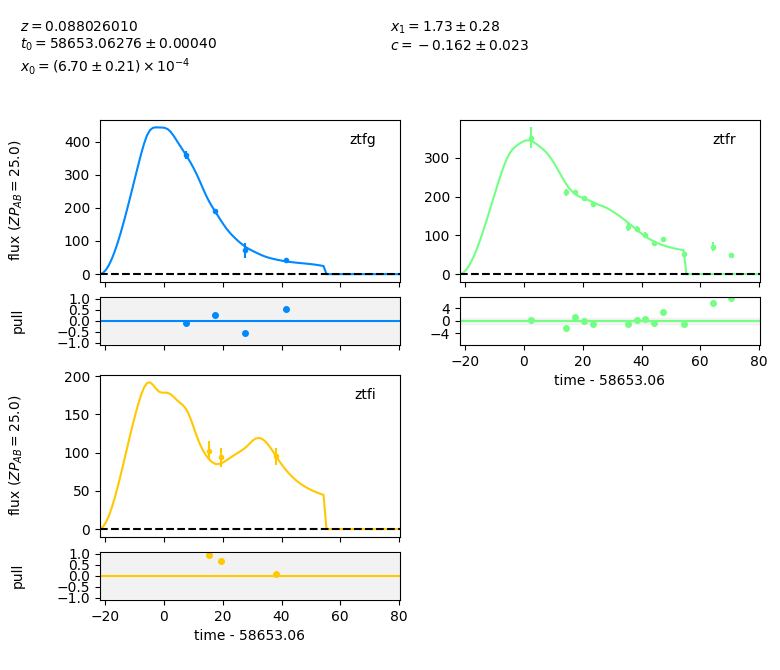 z = 0.088026010
t₀ = 58653.06276 ± 0.00040
x₀ = (6.70 ± 0.21) × 10⁻⁴
x₁ = 1.73 ± 0.28
c = −0.162 ± 0.023
flux (ZP_AB = 25.0)
400
300
200
100
0
ztfg
300
200
100
0
ztfr
pull
1.0
0.5
0.0
−0.5
−1.0
4
0
−4
−20 0 20 40 60 80
time - 58653.06
flux (ZP_AB = 25.0)
200
150
100
50
0
ztfi
pull
1.0
0.5
0.0
−0.5
−1.0
−20 0 20 40 60 80
time - 58653.06